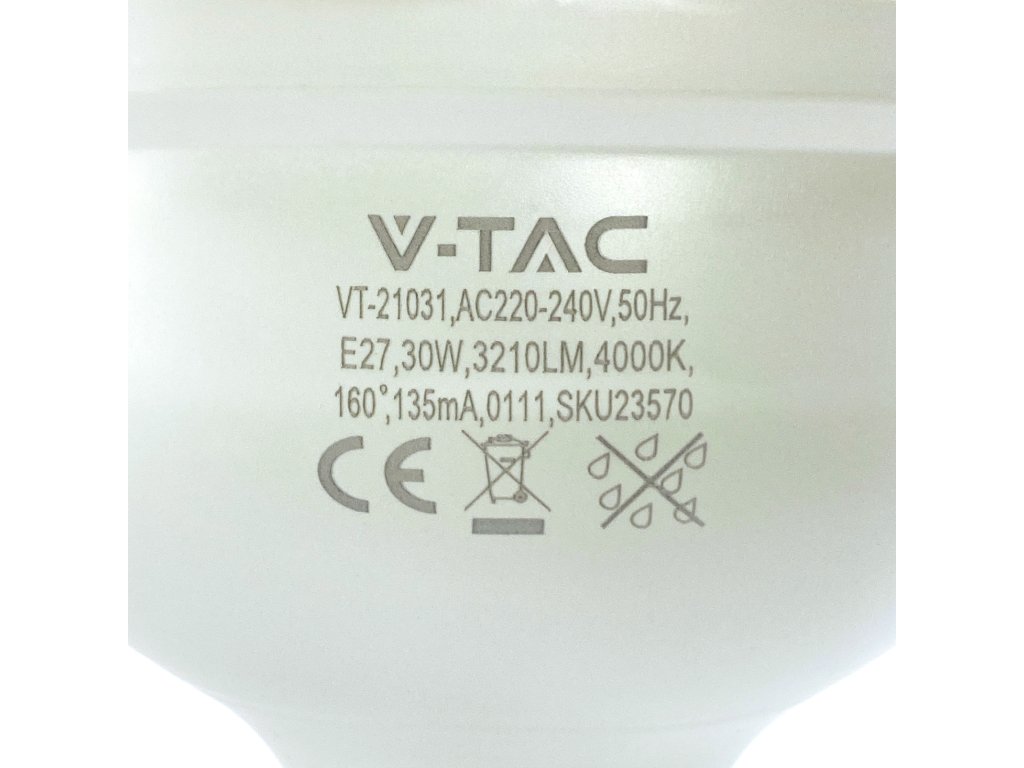 V-TAC
VT-21031,AC220-240V,50Hz,
E27,30W,3210LM,4000K,
160°,135mA,0111,SKU23570
CE